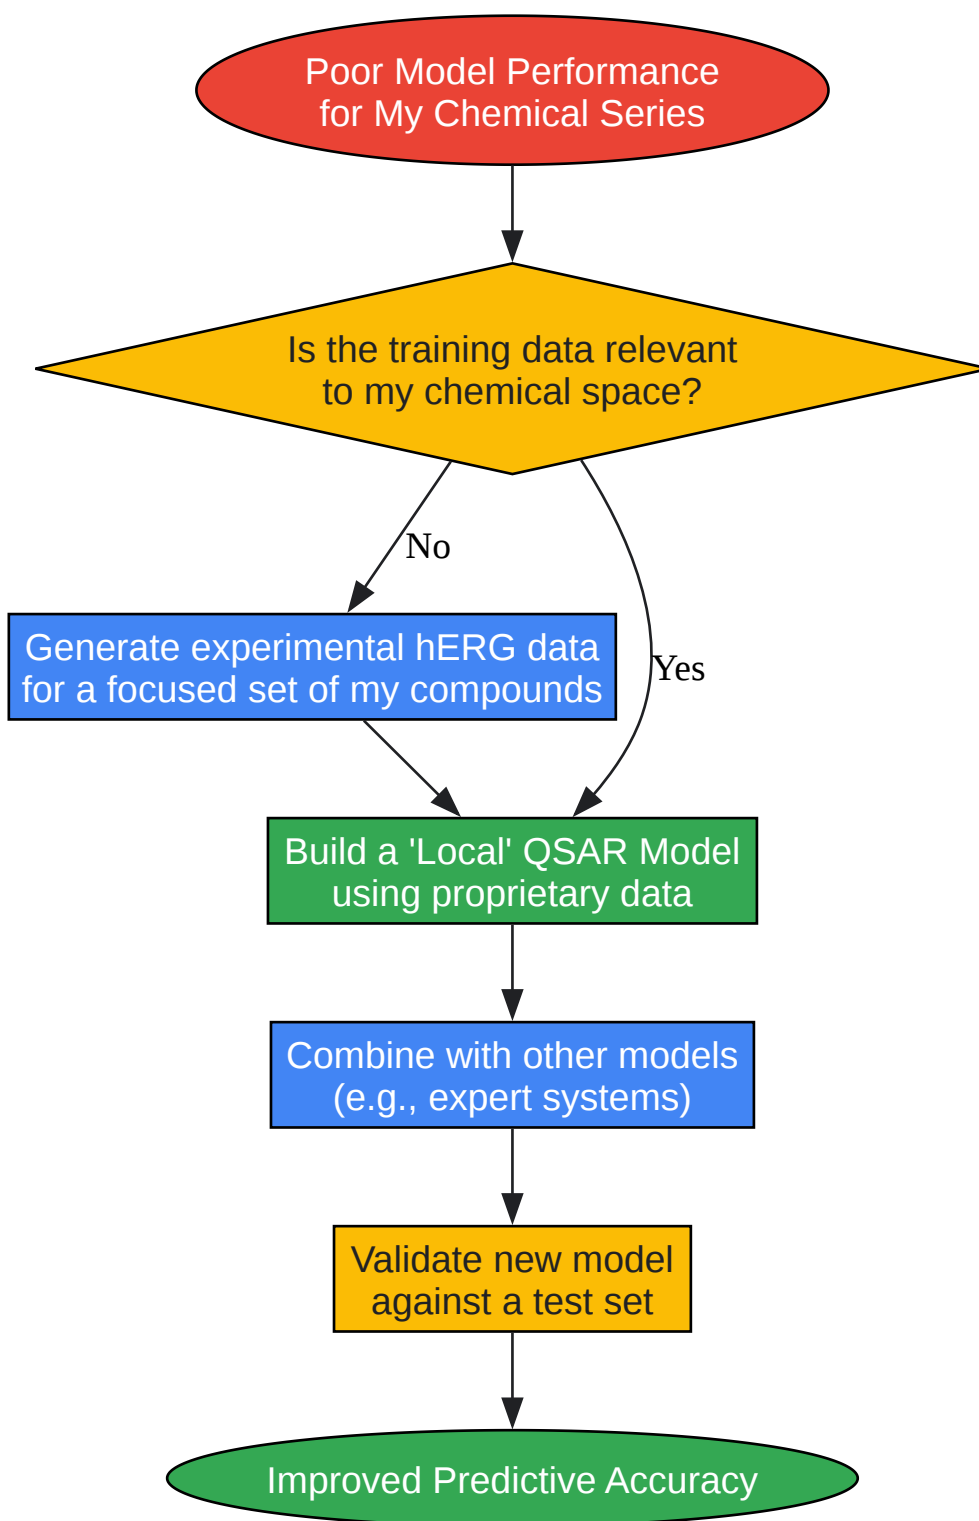 Poor Model Performance
for My Chemical Series
Is the training data relevant
to my chemical space?
No
Generate experimental hERG data
for a focused set of my compounds
Yes
Build a 'Local' QSAR Model
using proprietary data
Combine with other models
(e.g., expert systems)
Validate new model
against a test set
Improved Predictive Accuracy